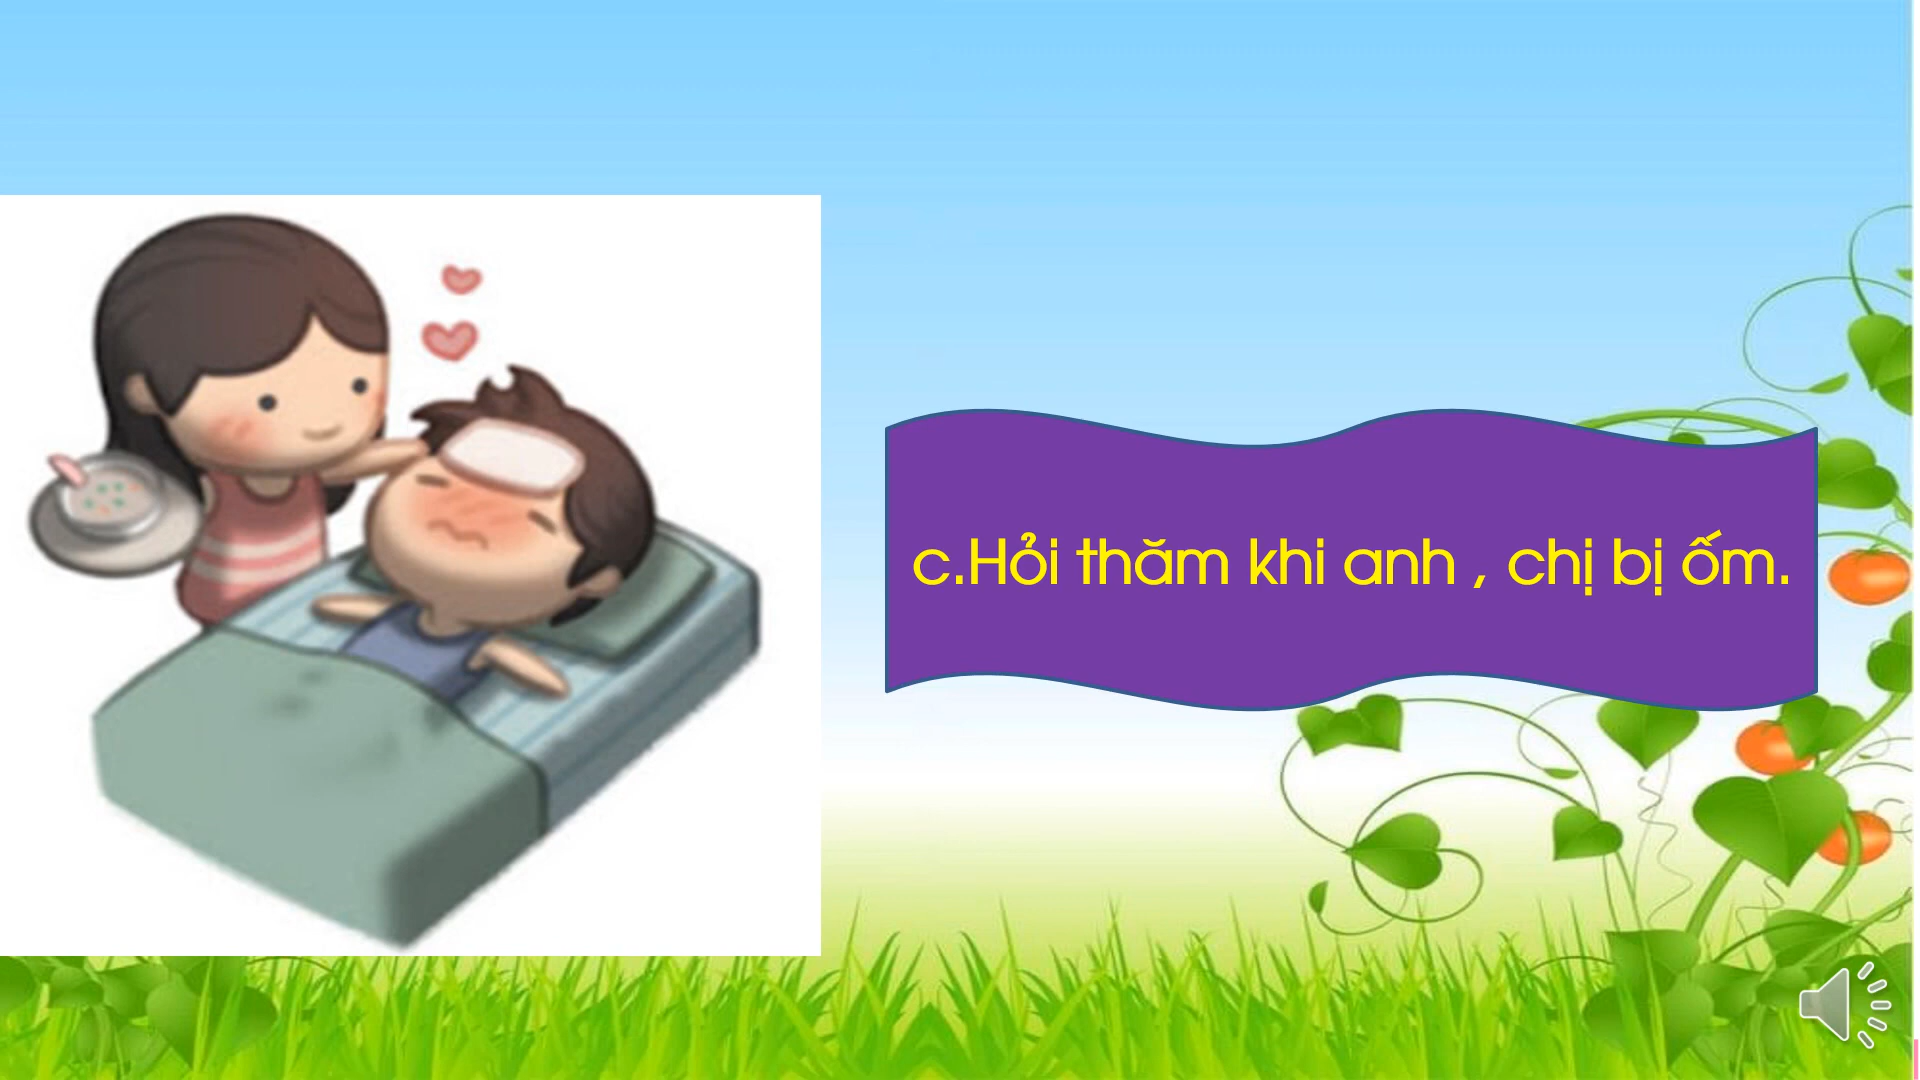 c.Hỏi thăm khi anh , chị bị ốm.